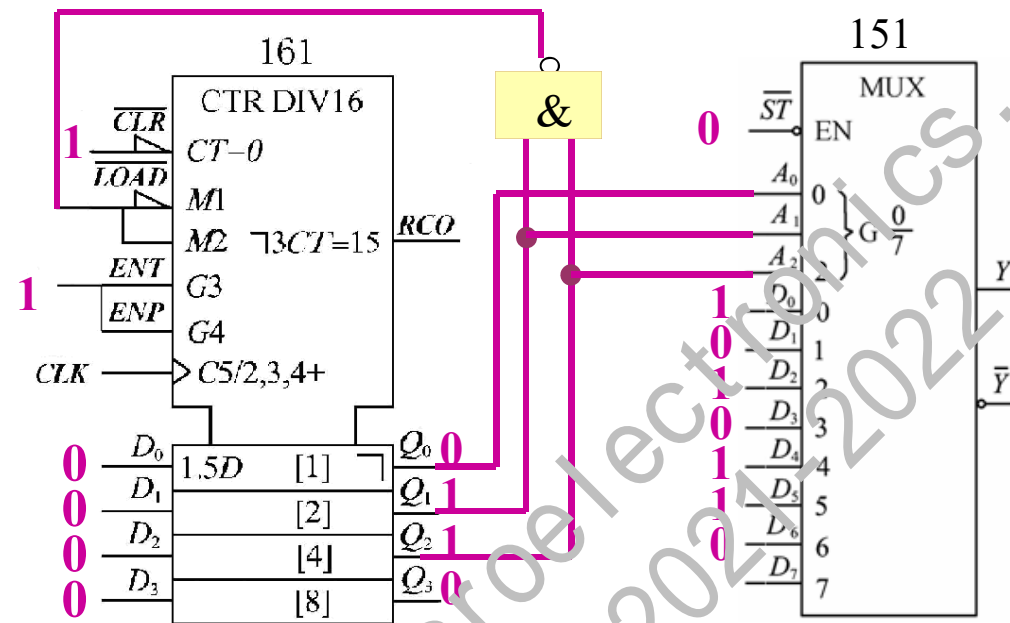 161
CTR DIV16
CLR
1
CT–0
LOAD
M1
M2
⅂3CT=15
RCO
ENT
1
G3
ENP
G4
CLK
C5/2,3,4+
0
D₀
1.5D
[1]
Q₀
0
0
D₁
[2]
Q₁
1
0
D₂
[4]
Q₂
1
0
D₃
[8]
Q₃
0
&
151
MUX
0
ST
EN
A₀
0
A₁
G 0/7
A₂
2
1
D₀
0
0
D₁
1
1
D₂
2
0
D₃
3
1
D₄
4
1
D₅
5
0
D₆
6
D₇
7
Y
Y̅
roelectronics.
2021-2022